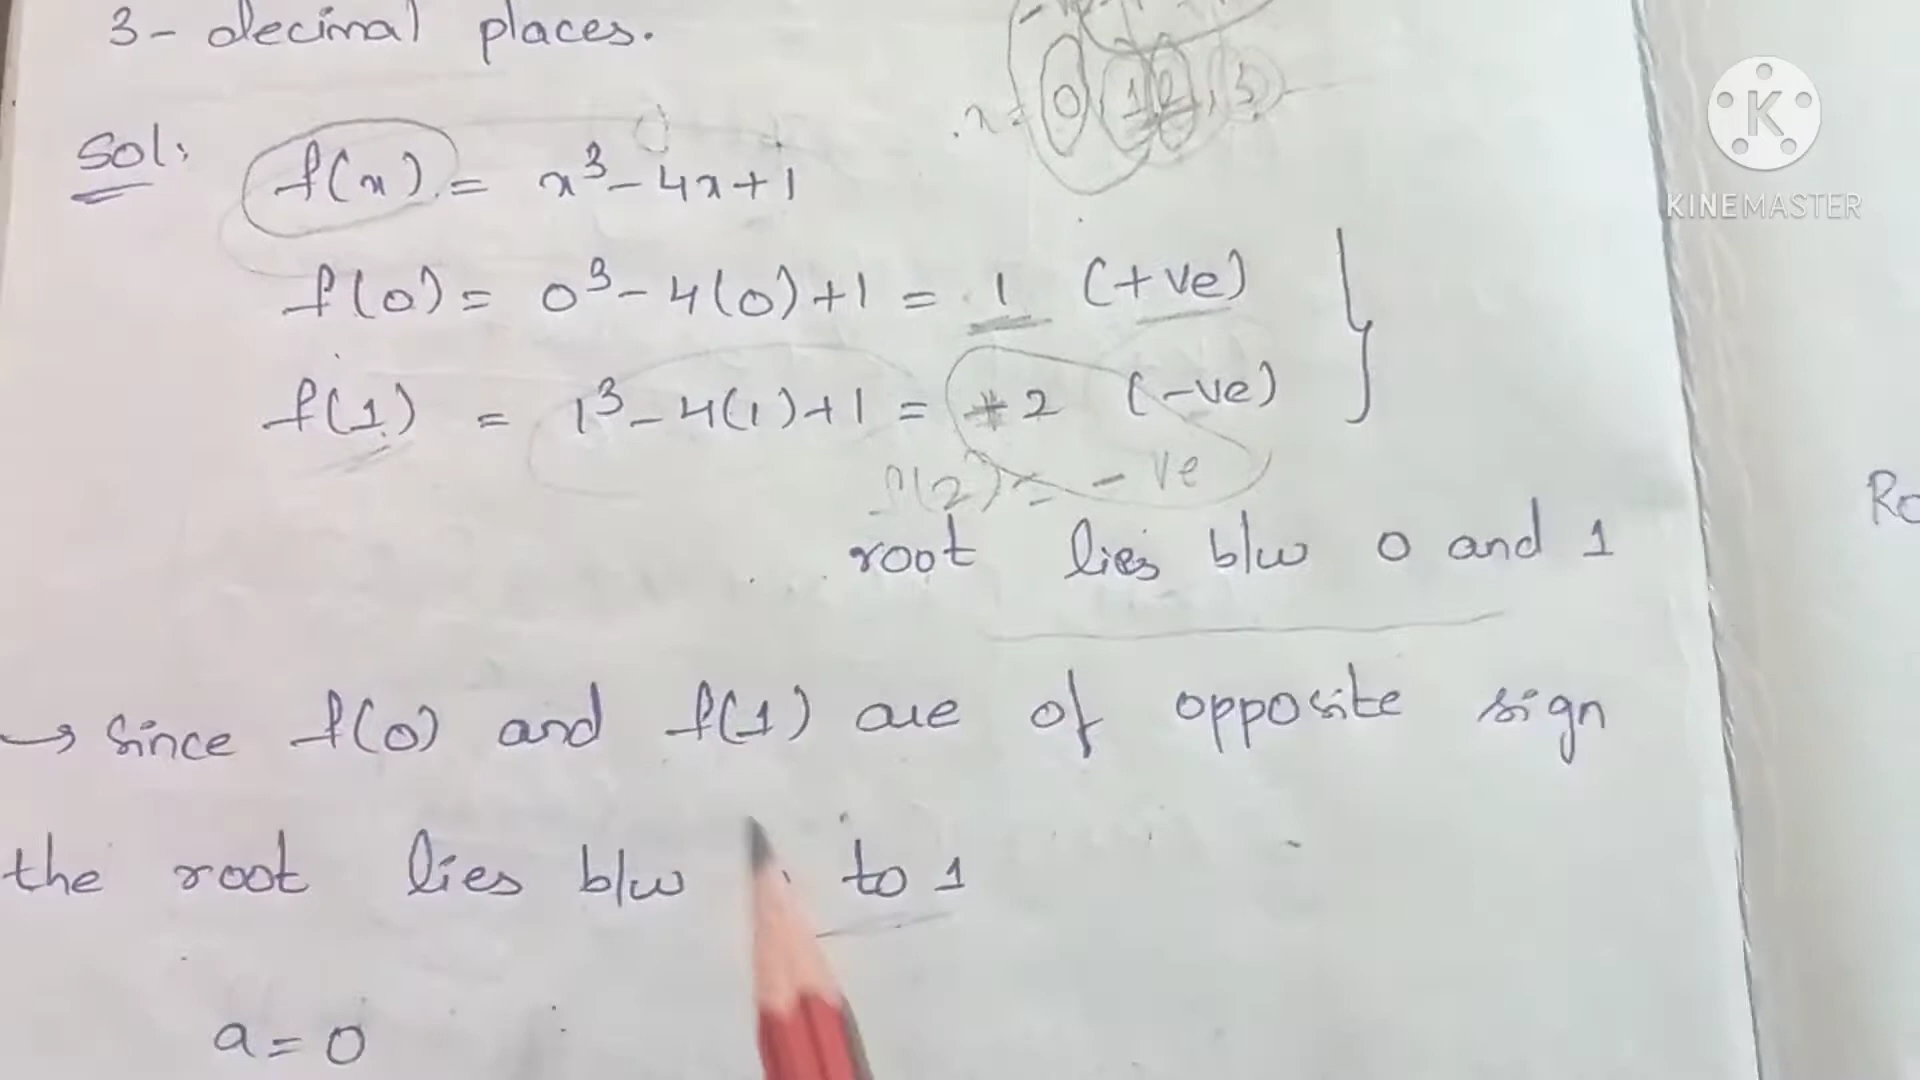 3- decimal places.
x = 0, 1, 2, 3
Sol: f(x) = x³-4x+1
f(0) = 0³-4(0)+1 = 1 (+ve)
f(1) = 1³-4(1)+1 = -2 (-ve)
f(2) = -ve
root lies b/w 0 and 1
→ Since f(0) and f(1) are of opposite sign
the root lies b/w to 1
a = 0
K
KINEMASTER